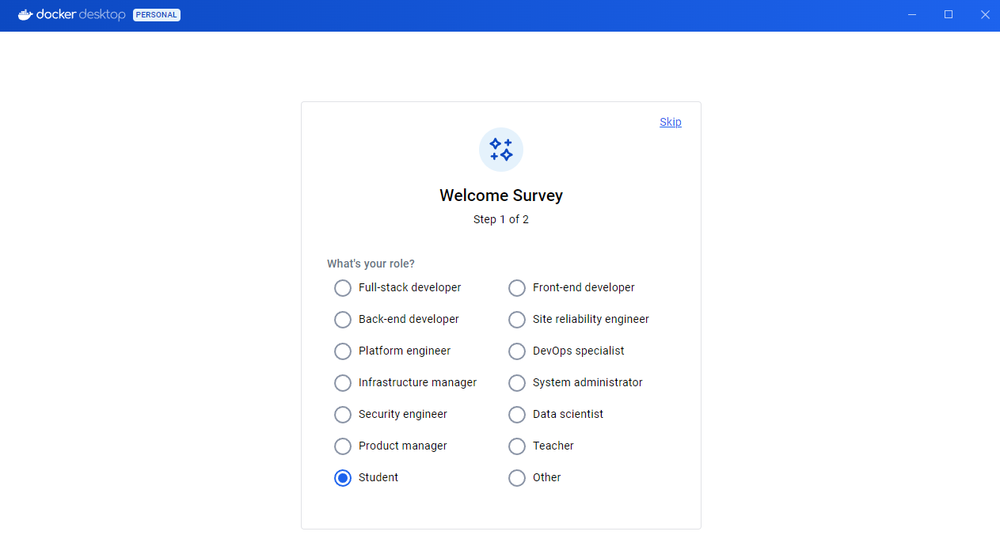 docker desktop PERSONAL
Skip
Welcome Survey
Step 1 of 2
What's your role?
Full-stack developer Front-end developer
Back-end developer Site reliability engineer
Platform engineer DevOps specialist
Infrastructure manager System administrator
Security engineer Data scientist
Product manager Teacher
Student Other